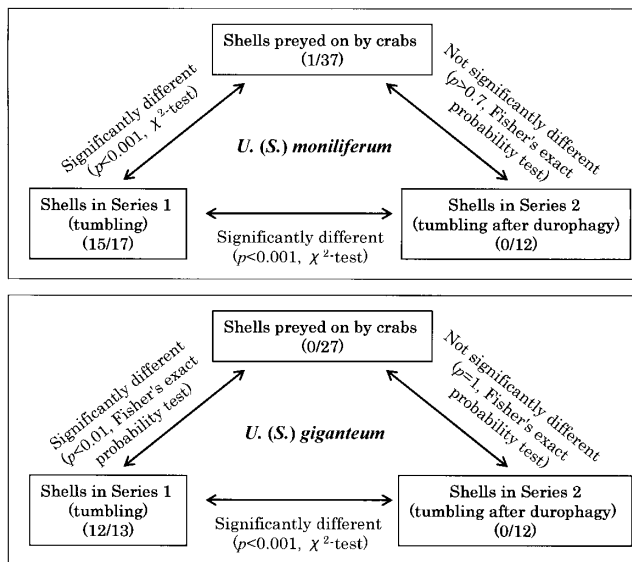 Shells preyed on by crabs
(1/37)
Significantly different
(p<0.001, χ²-test)
Not significantly different
(p>0.7, Fisher's exact
probability test)
U. (S.) moniliferum
Shells in Series 1
(tumbling)
(15/17)
Significantly different
(p<0.001, χ²-test)
Shells in Series 2
(tumbling after durophagy)
(0/12)
Shells preyed on by crabs
(0/27)
Significantly different
(p<0.01, Fisher's exact
probability test)
Not significantly different
(p=1, Fisher's exact
probability test)
U. (S.) giganteum
Shells in Series 1
(tumbling)
(12/13)
Significantly different
(p<0.001, χ²-test)
Shells in Series 2
(tumbling after durophagy)
(0/12)